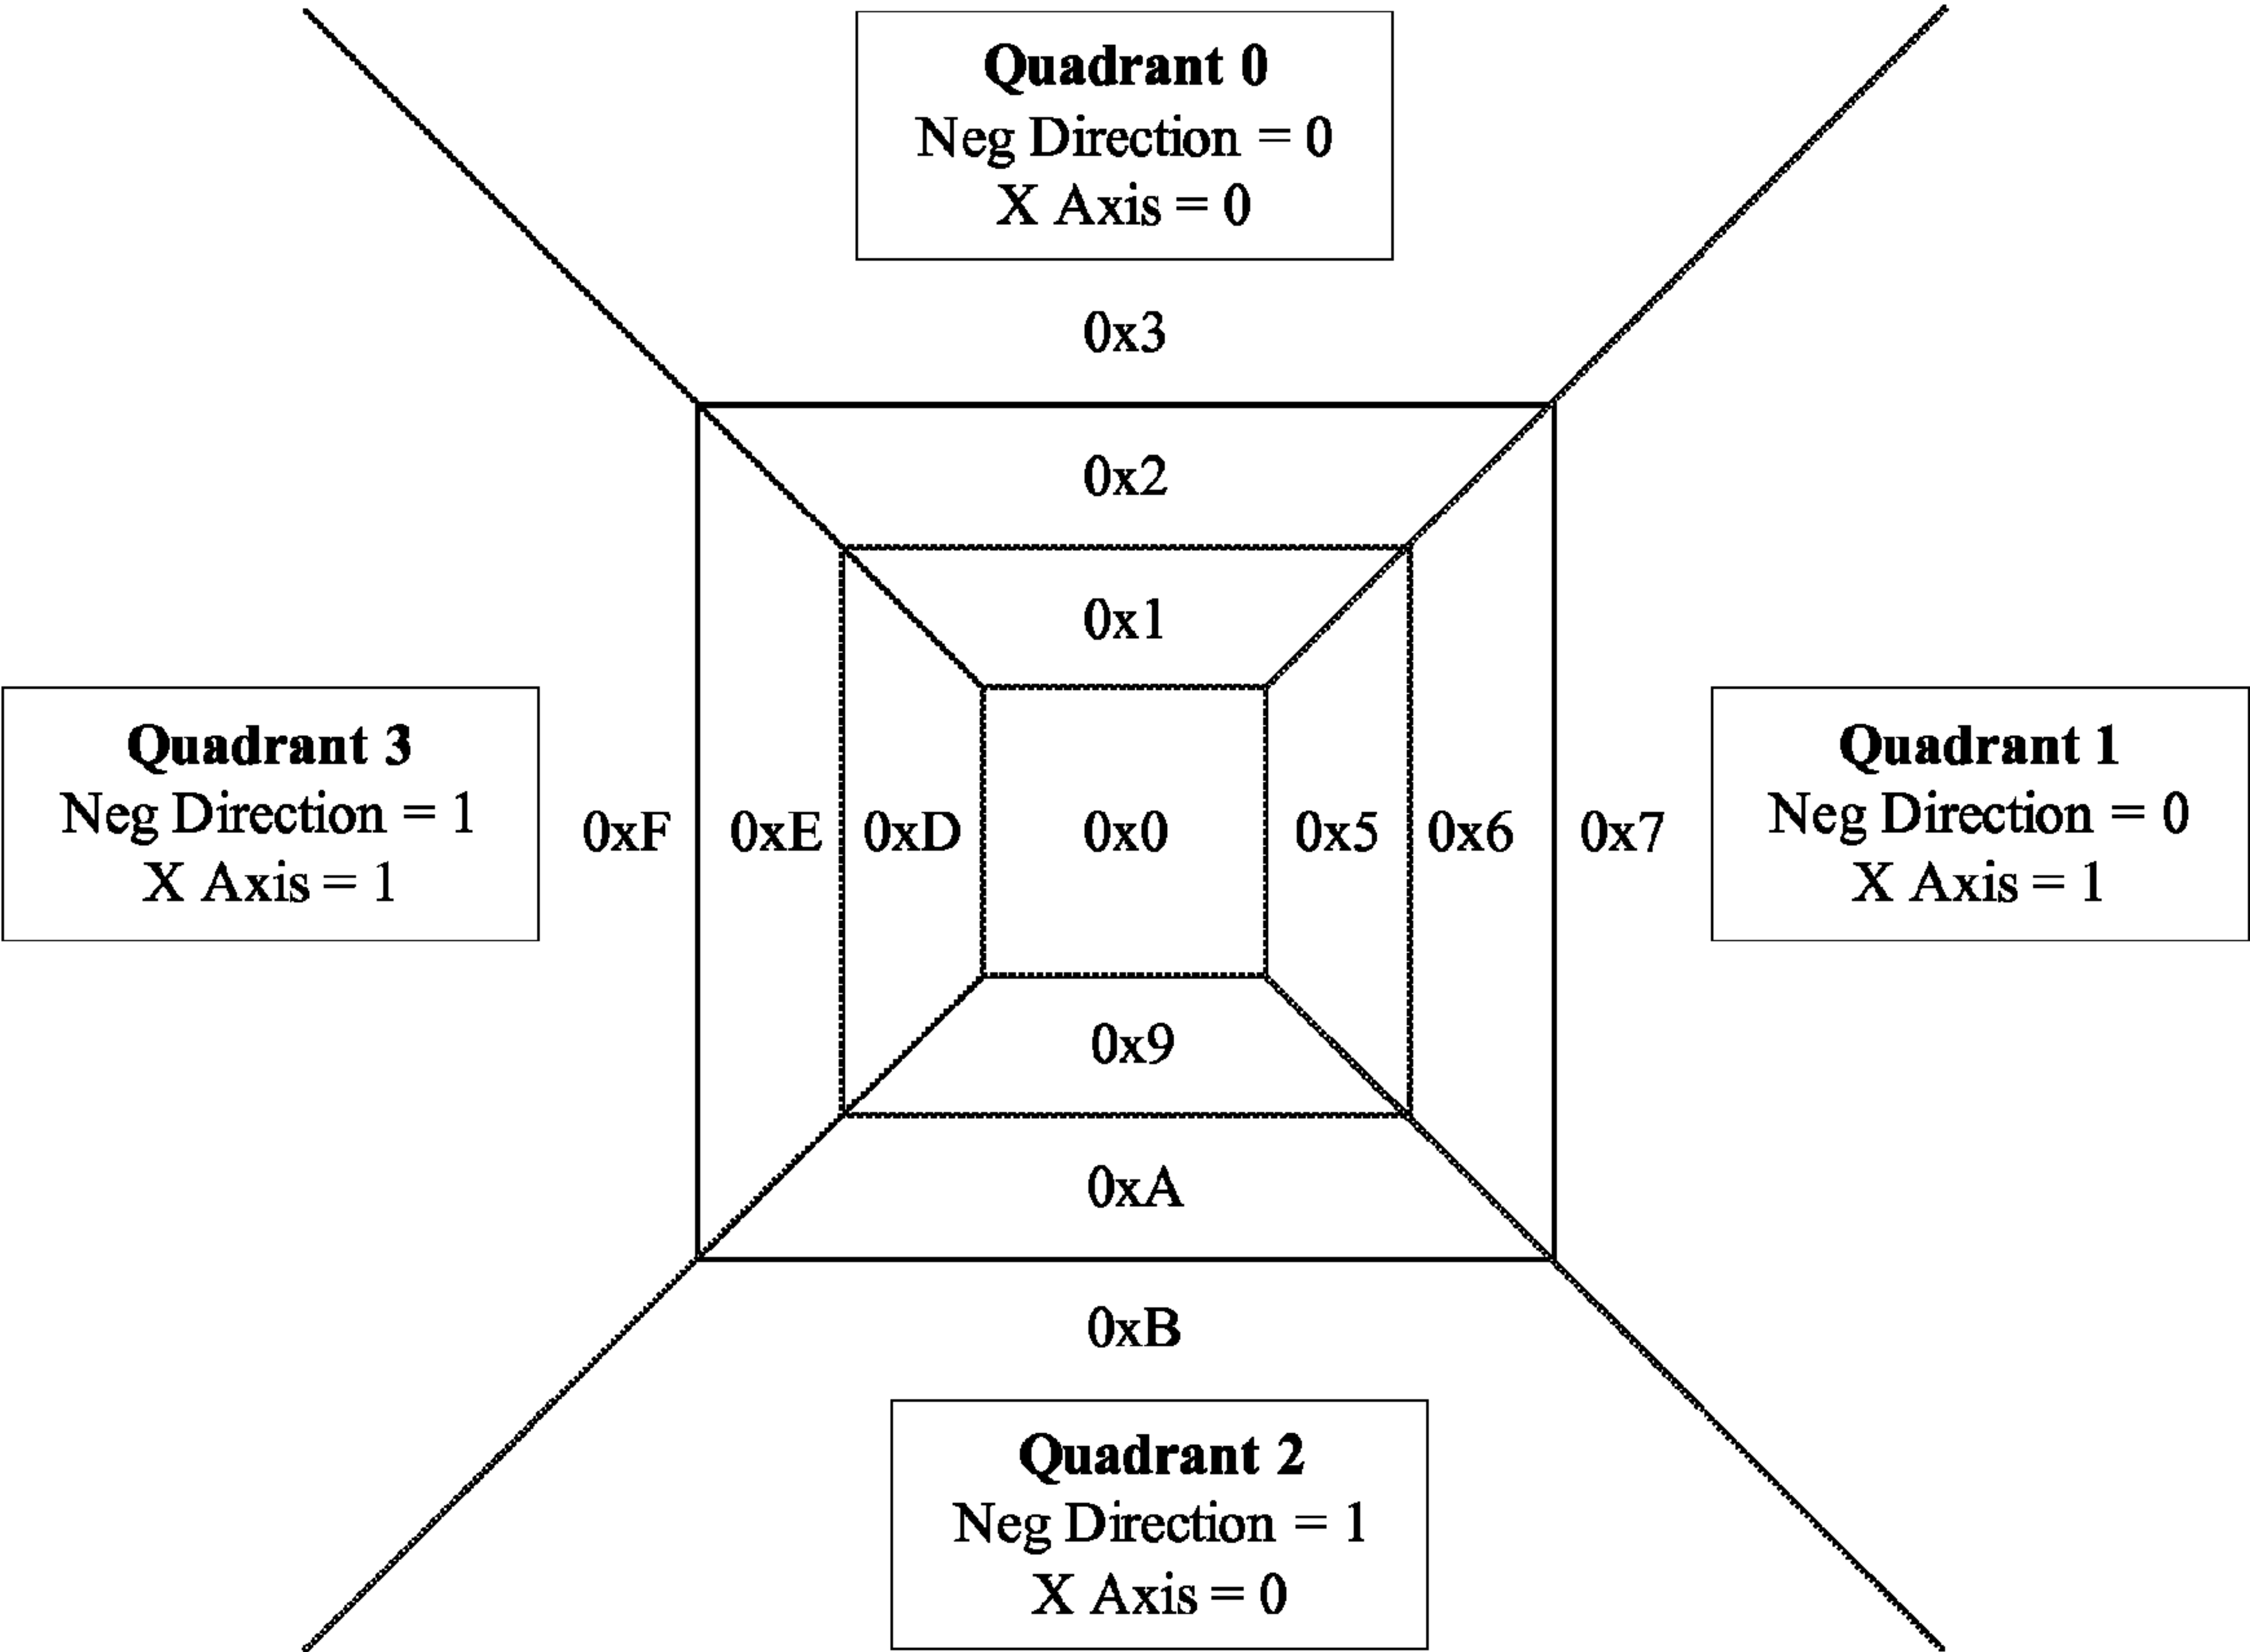 Quadrant 0
Neg Direction = 0
X Axis = 0
0x3
0x2
0x1
Quadrant 3
Neg Direction = 1
X Axis = 1
0xF 0xE 0xD 0x0 0x5 0x6 0x7
Quadrant 1
Neg Direction = 0
X Axis = 1
0x9
0xA
0xB
Quadrant 2
Neg Direction = 1
X Axis = 0